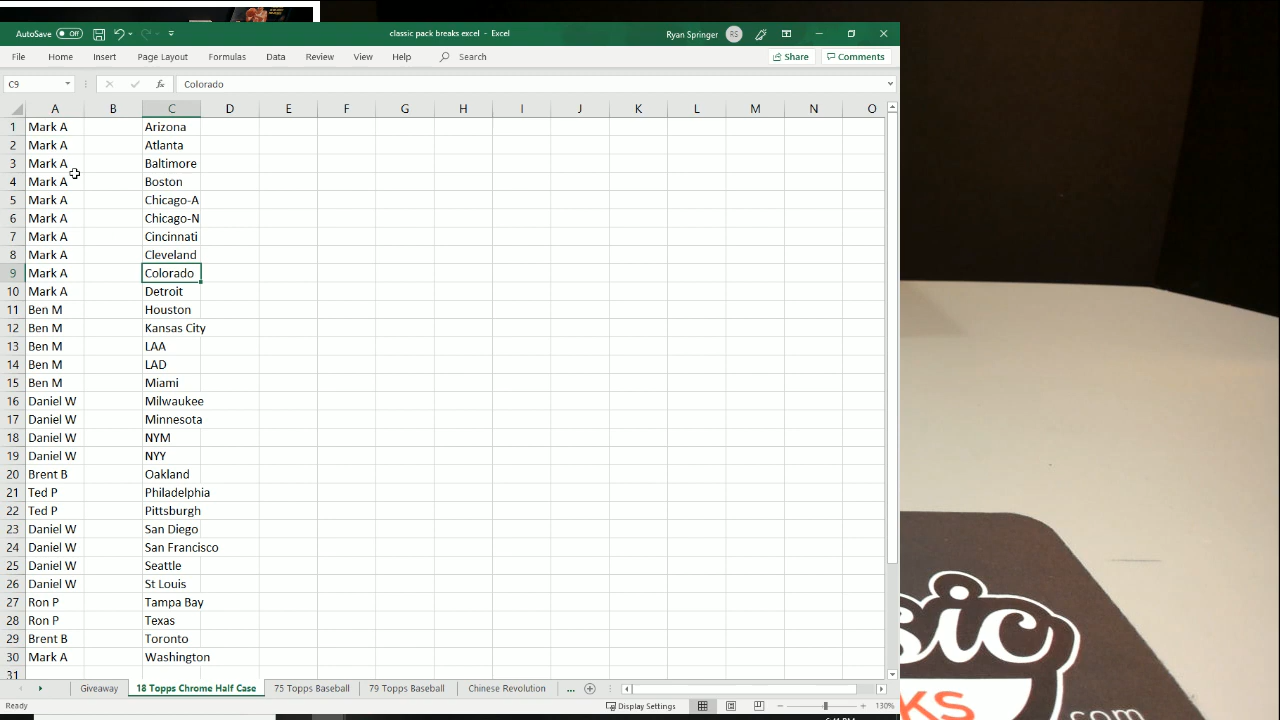 AutoSave Off classic pack breaks excel - Excel Ryan Springer RS
File Home Insert Page Layout Formulas Data Review View Help Search Share Comments
C9 fx Colorado
A B C D E F G H I J K L M N O
1 Mark A Arizona
2 Mark A Atlanta
3 Mark A Baltimore
4 Mark A Boston
5 Mark A Chicago-A
6 Mark A Chicago-N
7 Mark A Cincinnati
8 Mark A Cleveland
9 Mark A Colorado
10 Mark A Detroit
11 Ben M Houston
12 Ben M Kansas City
13 Ben M LAA
14 Ben M LAD
15 Ben M Miami
16 Daniel W Milwaukee
17 Daniel W Minnesota
18 Daniel W NYM
19 Daniel W NYY
20 Brent B Oakland
21 Ted P Philadelphia
22 Ted P Pittsburgh
23 Daniel W San Diego
24 Daniel W San Francisco
25 Daniel W Seattle
26 Daniel W St Louis
27 Ron P Tampa Bay
28 Ron P Texas
29 Brent B Toronto
30 Mark A Washington
31
Giveaway 18 Topps Chrome Half Case 75 Topps Baseball 79 Topps Baseball Chinese Revolution ...
Ready Display Settings 130%
sic
KS
.com